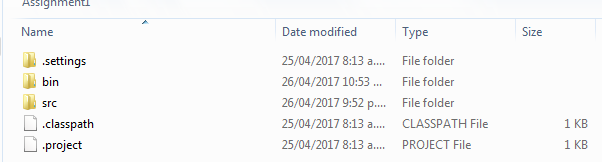 Assignment1
Name Date modified Type Size
.settings 25/04/2017 8:13 a.... File folder
bin 26/04/2017 10:53 ... File folder
src 26/04/2017 9:52 p.... File folder
.classpath 25/04/2017 8:13 a.... CLASSPATH File 1 KB
.project 25/04/2017 8:13 a.... PROJECT File 1 KB